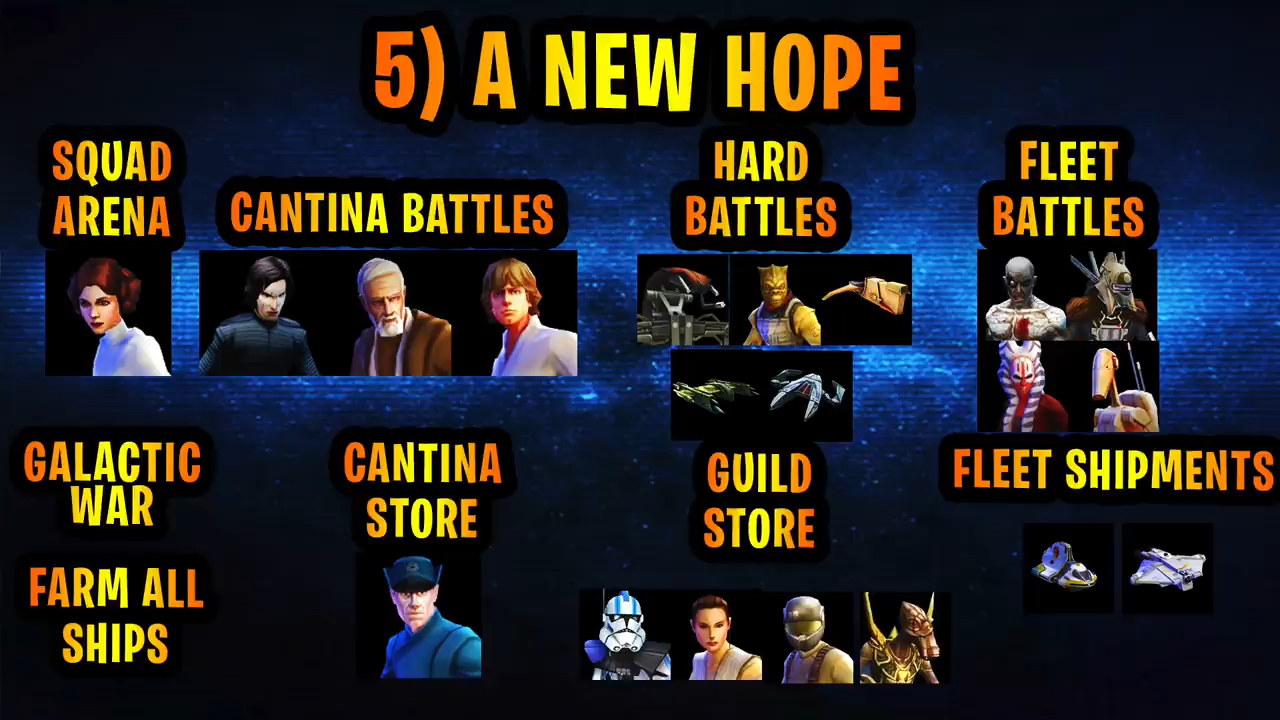 5) A NEW HOPE
SQUAD
ARENA
CANTINA BATTLES
HARD
BATTLES
FLEET
BATTLES
GALACTIC
WAR
FARM ALL
SHIPS
CANTINA
STORE
GUILD
STORE
FLEET SHIPMENTS